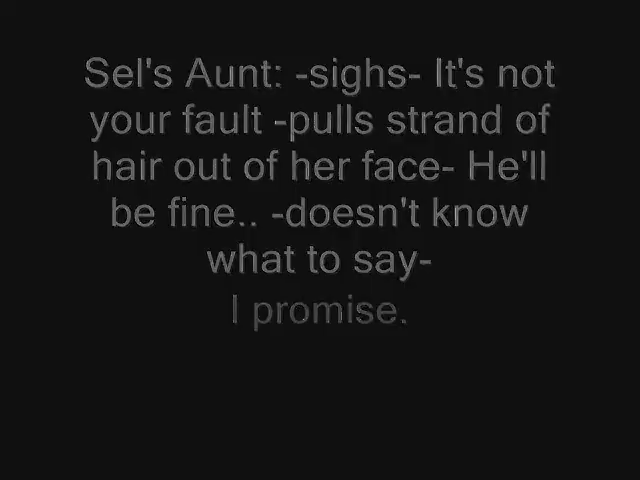 Sel's Aunt: -sighs- It's not
your fault -pulls strand of
hair out of her face- He'll
be fine.. -doesn't know
what to say-
I promise.